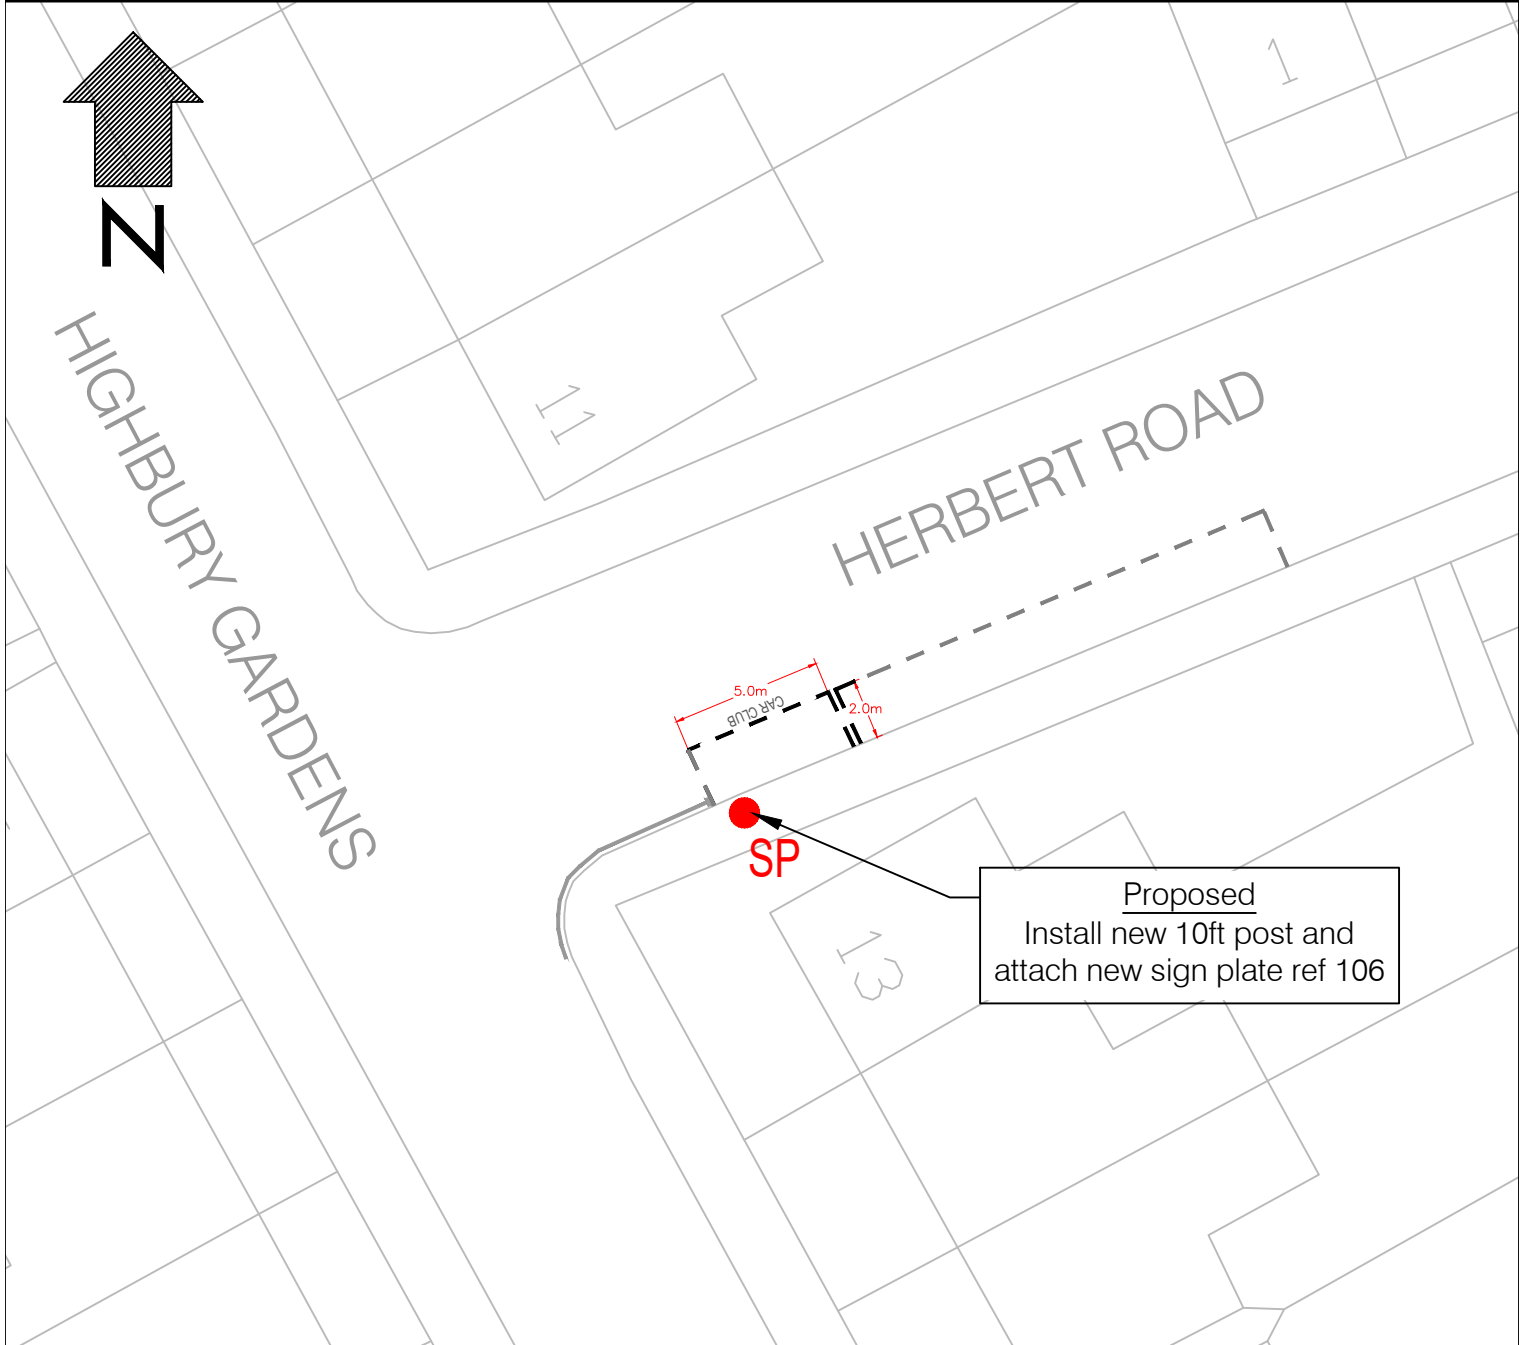 N
1
HIGHBURY GARDENS
11
HERBERT ROAD
5.0m
CAR CLUB
2.0m
SP
13
Proposed
Install new 10ft post and
attach new sign plate ref 106